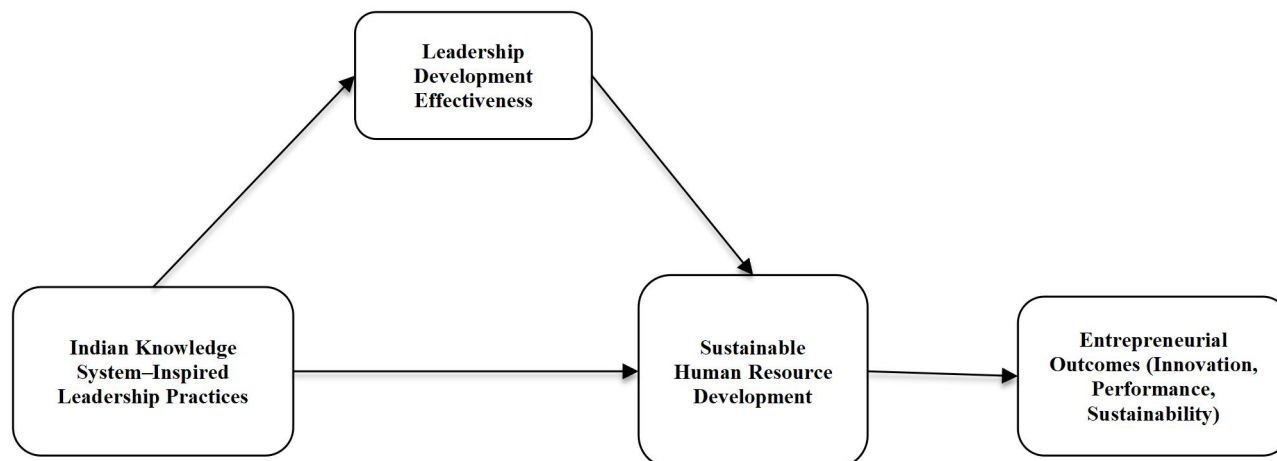 Leadership
Development
Effectiveness
Indian Knowledge
System–Inspired
Leadership Practices
Sustainable
Human Resource
Development
Entrepreneurial
Outcomes (Innovation,
Performance,
Sustainability)